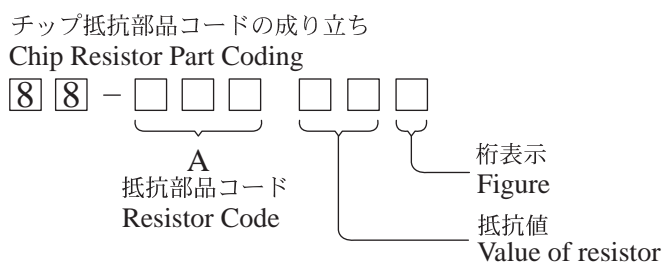 チップ抵抗部品コードの成り立ち
Chip Resistor Part Coding
8 8 - □ □ □ □ □ □
A
抵抗部品コード
Resistor Code
桁表示
Figure
抵抗値
Value of resistor